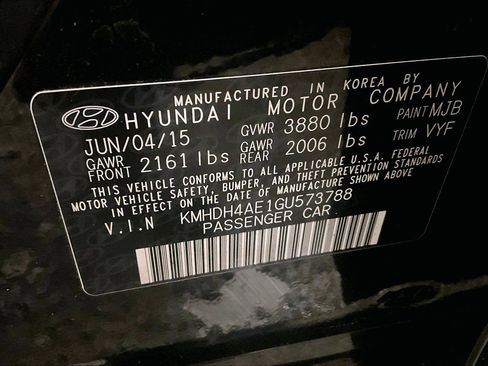 MANUFACTURED IN KOREA BY
HYUNDAI MOTOR COMPANY
JUN/04/15 GVWR 3880 lbs PAINT MJB
GAWR FRONT 2161 lbs GAWR REAR 2006 lbs TRIM VYF
THIS VEHICLE CONFORMS TO ALL APPLICABLE U.S.A. FEDERAL
MOTOR VEHICLE SAFETY, BUMPER, AND THEFT PREVENTION STANDARDS
IN EFFECT ON THE DATE OF MANUFACTURE SHOWN ABOVE.
V.I.N KMHDH4AE1GU573788
PASSENGER CAR